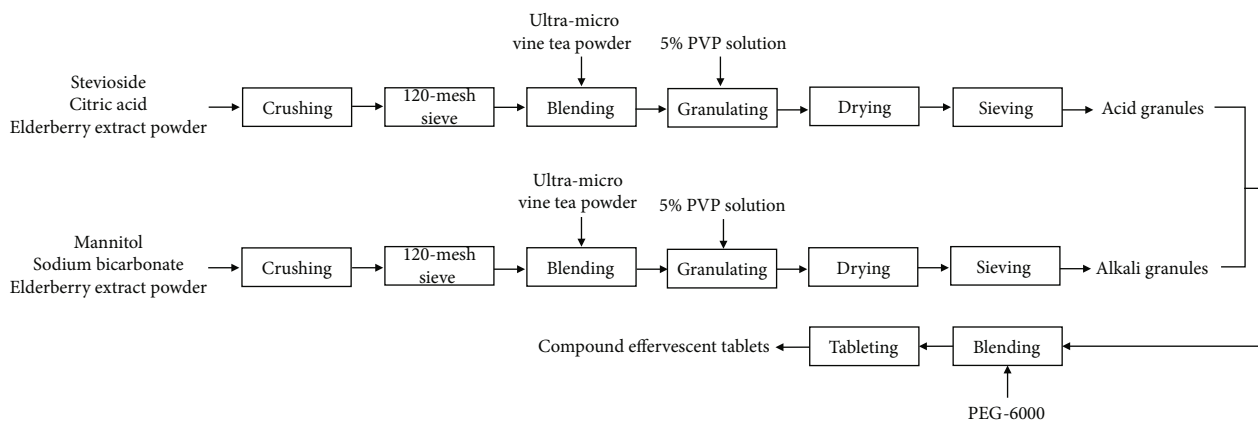 Ultra-micro
vine tea powder
5% PVP solution
Stevioside
Citric acid
Elderberry extract powder
Crushing
120-mesh
sieve
Blending
Granulating
Drying
Sieving
Acid granules
Ultra-micro
vine tea powder
5% PVP solution
Mannitol
Sodium bicarbonate
Elderberry extract powder
Crushing
120-mesh
sieve
Blending
Granulating
Drying
Sieving
Alkali granules
Compound effervescent tablets
Tableting
Blending
PEG-6000